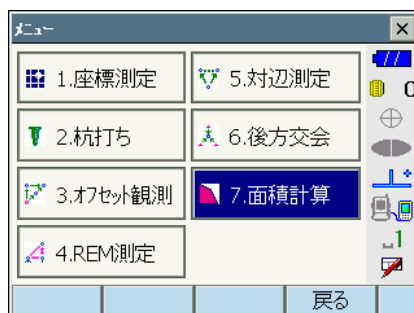 ﾒﾆｭｰ
1.座標測定
5.対辺測定
0
2.杭打ち
6.後方交会
3.ｵﾌｾｯﾄ観測
7.面積計算
4.REM測定
1
戻る